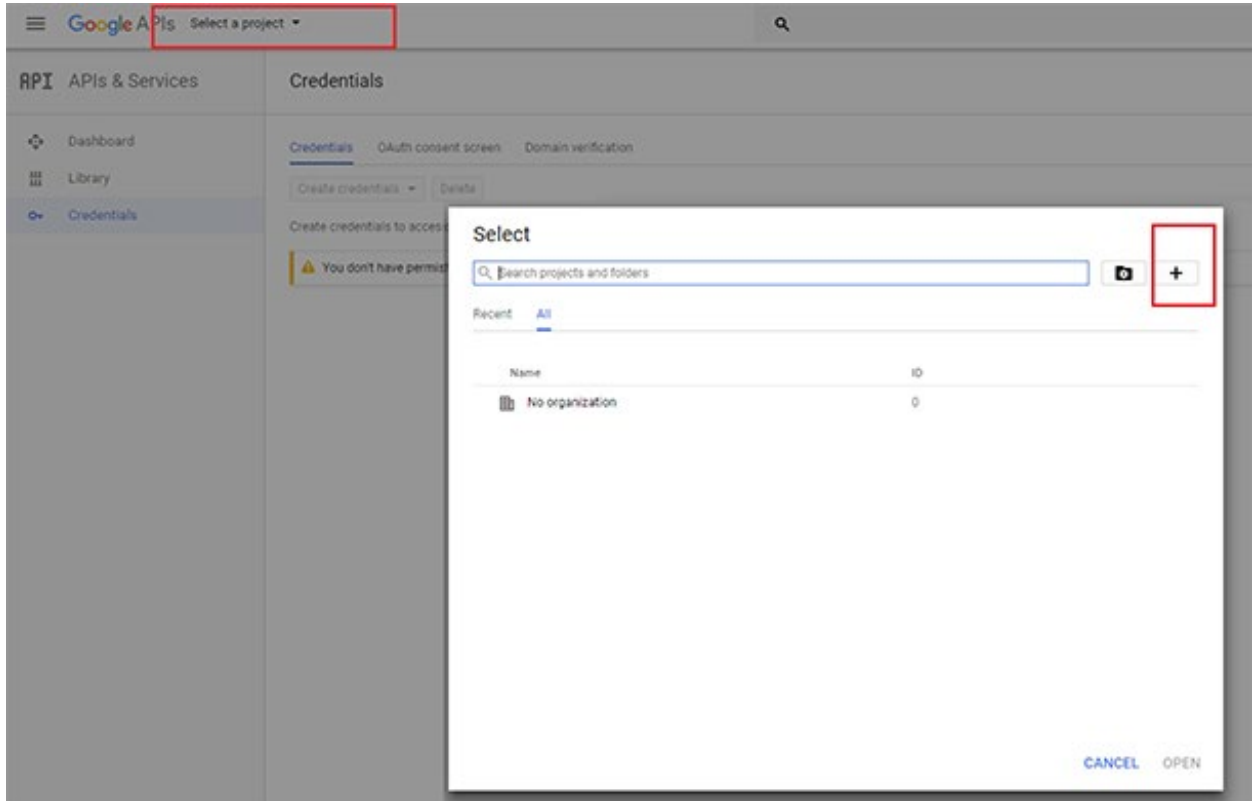 Google APIs Select a project
API APIs & Services
Credentials
Dashboard
Library
Credentials
Credentials OAuth consent screen Domain verification
Create credentials Delete
Create credentials to access
You don't have permis
Select
Search projects and folders
Recent All
Name ID
No organization 0
CANCEL OPEN